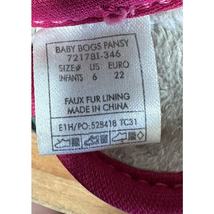 BABY BOGS PANSY
72178I-346
SIZE# US EURO
INFANTS 6 22
FAUX FUR LINING
MADE IN CHINA
E1H/PO:528418 TC31